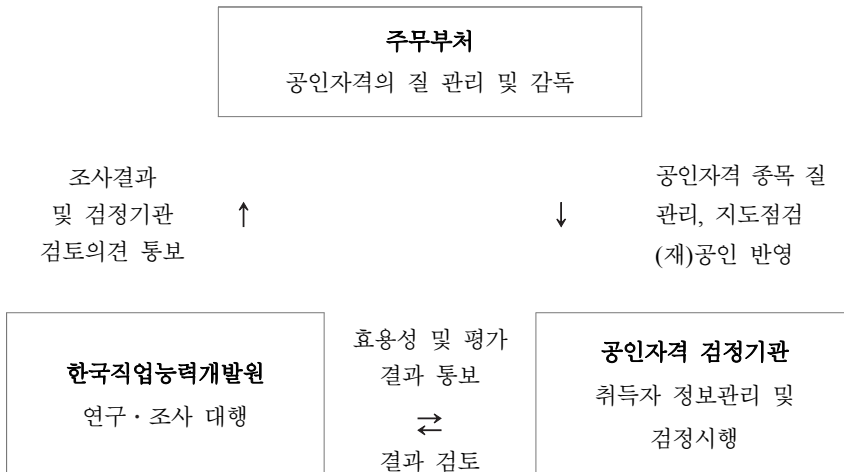 주무부처
공인자격의 질 관리 및 감독
조사결과
및 검정기관
검토의견 통보
↑
↓
공인자격 종목 질
관리, 지도점검
(재)공인 반영
한국직업능력개발원
연구·조사 대행
효용성 및 평가
결과 통보
⇄
결과 검토
공인자격 검정기관
취득자 정보관리 및
검정시행